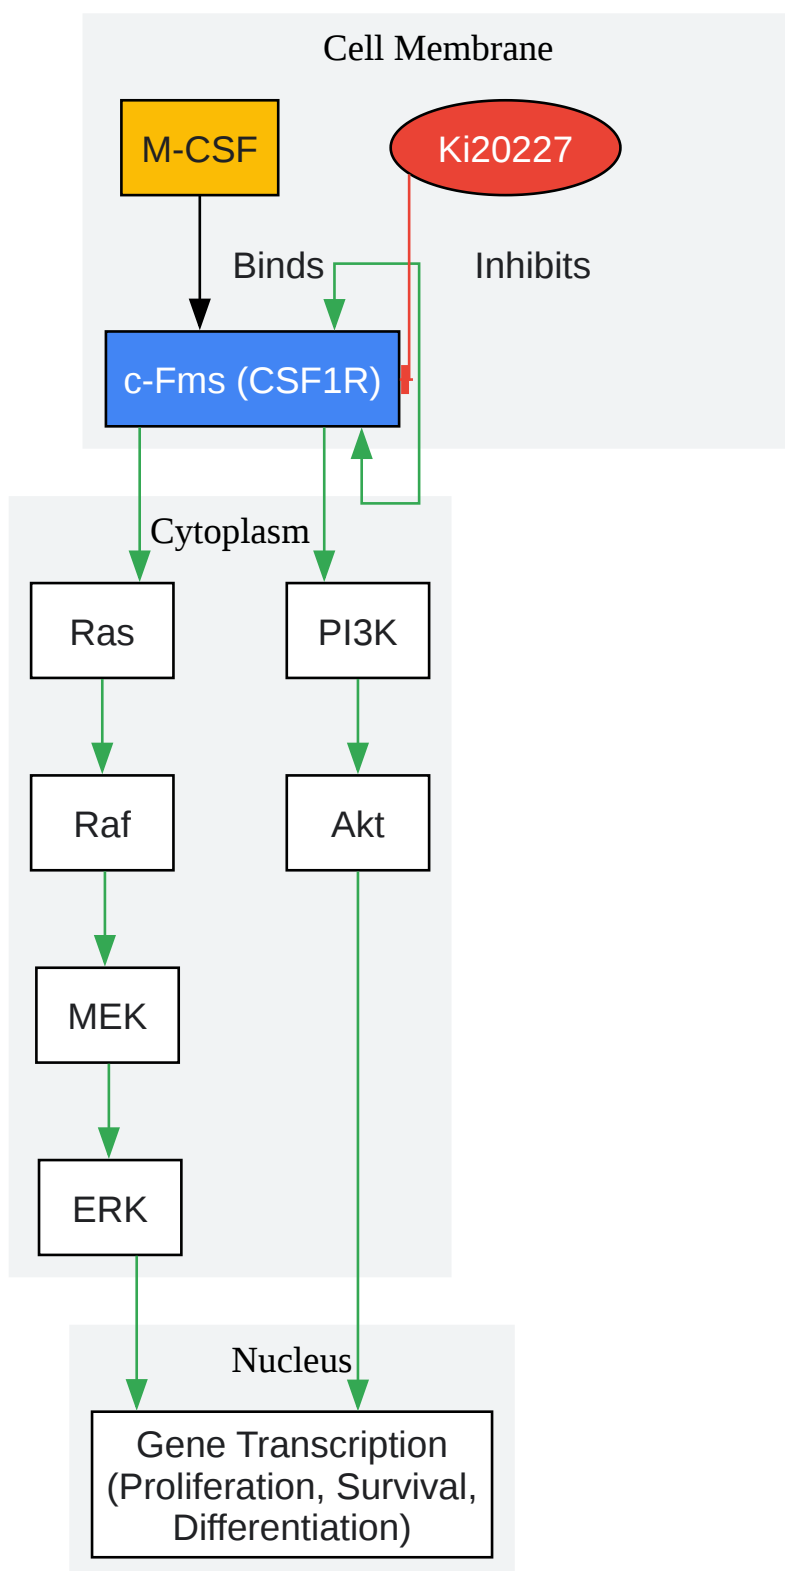 Cell Membrane
M-CSF
Ki20227
Binds
Inhibits
c-Fms (CSF1R)
Cytoplasm
Ras
PI3K
Raf
Akt
MEK
ERK
Nucleus
Gene Transcription
(Proliferation, Survival,
Differentiation)